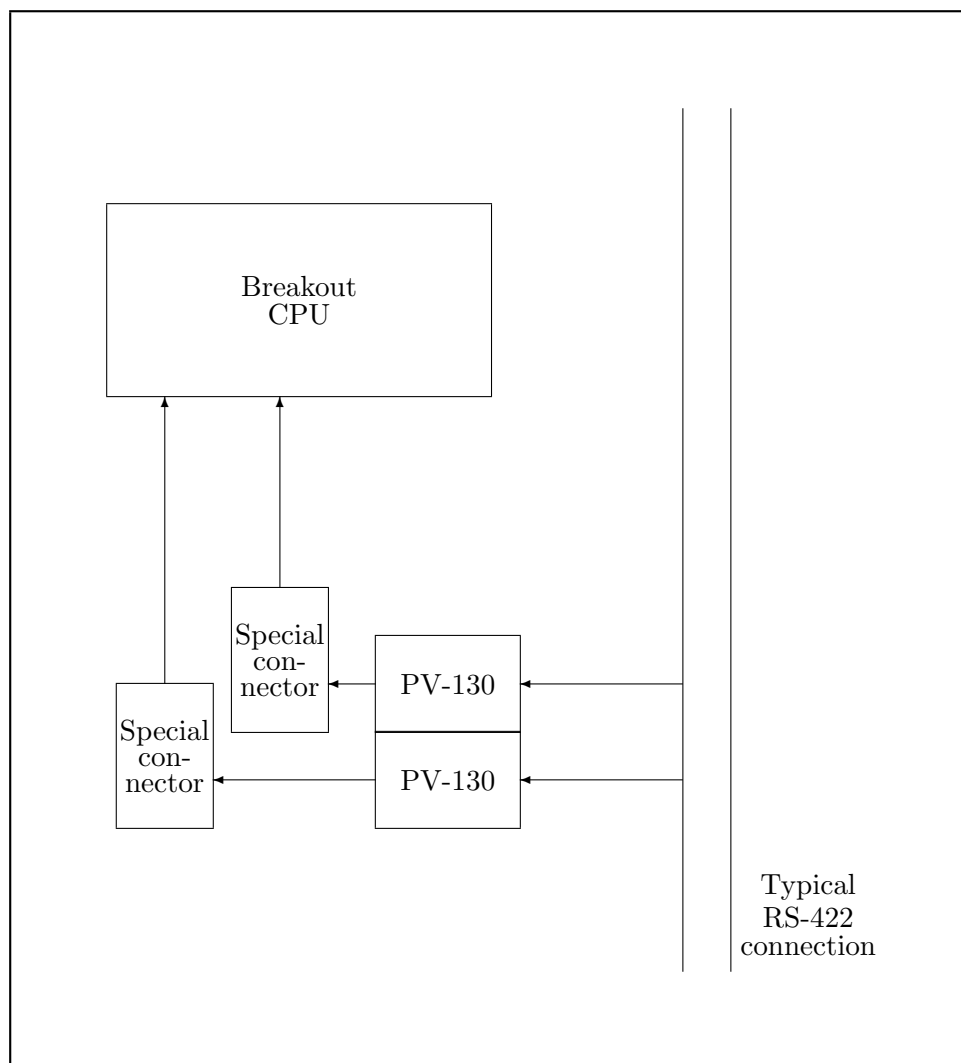 Breakout
CPU
Special
con-
nector
PV-130
Special
con-
nector
PV-130
Typical
RS-422
connection